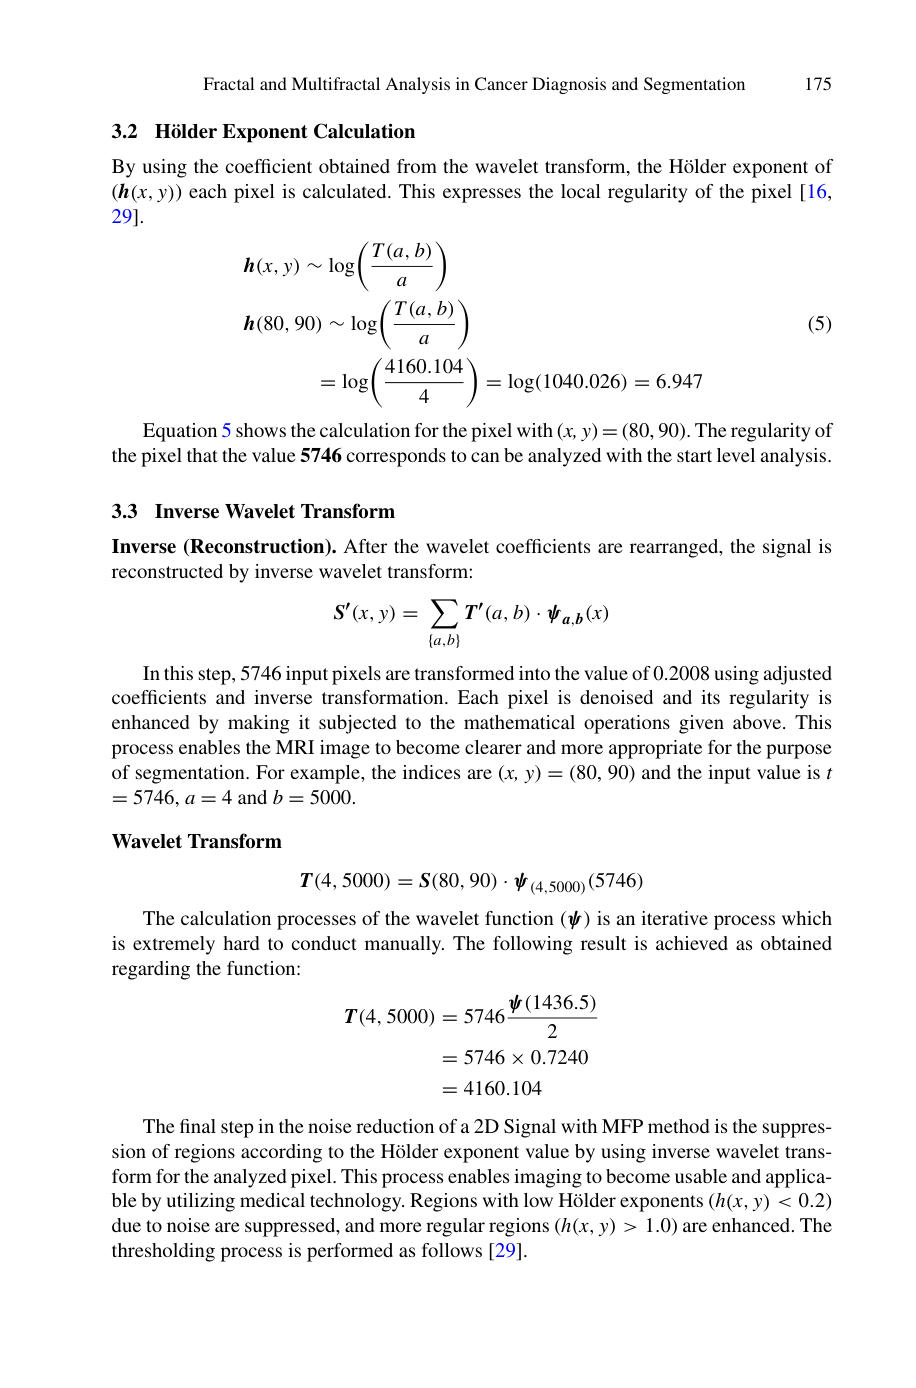 Fractal and Multifractal Analysis in Cancer Diagnosis and Segmentation 175
3.2 Hölder Exponent Calculation
By using the coefficient obtained from the wavelet transform, the Hölder exponent of
(h(x, y)) each pixel is calculated. This expresses the local regularity of the pixel [16,
29].
h(x, y) ∼ log(T(a, b)/a)
h(80, 90) ∼ log(T(a, b)/a) (5)
= log(4160.104/4) = log(1040.026) = 6.947
Equation 5 shows the calculation for the pixel with (x, y) = (80, 90). The regularity of
the pixel that the value 5746 corresponds to can be analyzed with the start level analysis.
3.3 Inverse Wavelet Transform
Inverse (Reconstruction). After the wavelet coefficients are rearranged, the signal is
reconstructed by inverse wavelet transform:
S′(x, y) = ∑{a,b} T′(a, b) · ψa,b(x)
In this step, 5746 input pixels are transformed into the value of 0.2008 using adjusted
coefficients and inverse transformation. Each pixel is denoised and its regularity is
enhanced by making it subjected to the mathematical operations given above. This
process enables the MRI image to become clearer and more appropriate for the purpose
of segmentation. For example, the indices are (x, y) = (80, 90) and the input value is t
= 5746, a = 4 and b = 5000.
Wavelet Transform
T(4, 5000) = S(80, 90) · ψ(4,5000)(5746)
The calculation processes of the wavelet function (ψ) is an iterative process which
is extremely hard to conduct manually. The following result is achieved as obtained
regarding the function:
T(4, 5000) = 5746 ψ(1436.5)/2
= 5746 × 0.7240
= 4160.104
The final step in the noise reduction of a 2D Signal with MFP method is the suppres-
sion of regions according to the Hölder exponent value by using inverse wavelet trans-
form for the analyzed pixel. This process enables imaging to become usable and applica-
ble by utilizing medical technology. Regions with low Hölder exponents (h(x, y) < 0.2)
due to noise are suppressed, and more regular regions (h(x, y) > 1.0) are enhanced. The
thresholding process is performed as follows [29].